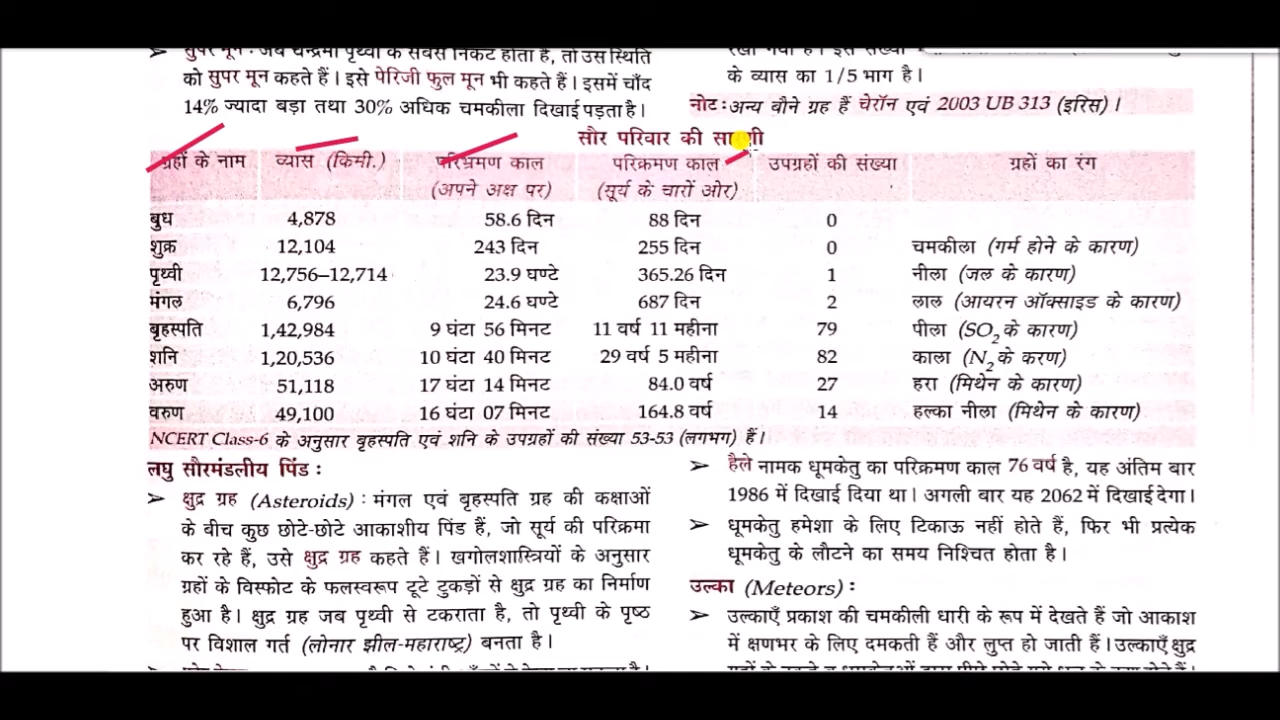 सुपर मून : जब चन्द्रमा पृथ्वी के सबसे निकट होता है, तो उस स्थिति
को सुपर मून कहते हैं। इसे पेरिजी फुल मून भी कहते हैं। इसमें चाँद
14% ज्यादा बड़ा तथा 30% अधिक चमकीला दिखाई पड़ता है।
के व्यास का 1/5 भाग है।
नोट : अन्य बौने ग्रह हैं चेरॉन एवं 2003 UB 313 (इरिस)।
सौर परिवार की सारणी
ग्रहों के नाम व्यास (किमी.) परिभ्रमण काल परिक्रमण काल उपग्रहों की संख्या ग्रहों का रंग
(अपने अक्ष पर) (सूर्य के चारों ओर)
बुध 4,878 58.6 दिन 88 दिन 0
शुक्र 12,104 243 दिन 255 दिन 0 चमकीला (गर्म होने के कारण)
पृथ्वी 12,756–12,714 23.9 घण्टे 365.26 दिन 1 नीला (जल के कारण)
मंगल 6,796 24.6 घण्टे 687 दिन 2 लाल (आयरन ऑक्साइड के कारण)
बृहस्पति 1,42,984 9 घंटा 56 मिनट 11 वर्ष 11 महीना 79 पीला (SO2 के कारण)
शनि 1,20,536 10 घंटा 40 मिनट 29 वर्ष 5 महीना 82 काला (N2 के करण)
अरुण 51,118 17 घंटा 14 मिनट 84.0 वर्ष 27 हरा (मिथेन के कारण)
वरुण 49,100 16 घंटा 07 मिनट 164.8 वर्ष 14 हल्का नीला (मिथेन के कारण)
NCERT Class-6 के अनुसार बृहस्पति एवं शनि के उपग्रहों की संख्या 53-53 (लगभग) हैं।
लघु सौरमंडलीय पिंड :
➢ क्षुद्र ग्रह (Asteroids) : मंगल एवं बृहस्पति ग्रह की कक्षाओं
के बीच कुछ छोटे-छोटे आकाशीय पिंड हैं, जो सूर्य की परिक्रमा
कर रहे हैं, उसे क्षुद्र ग्रह कहते हैं। खगोलशास्त्रियों के अनुसार
ग्रहों के विस्फोट के फलस्वरूप टूटे टुकड़ों से क्षुद्र ग्रह का निर्माण
हुआ है। क्षुद्र ग्रह जब पृथ्वी से टकराता है, तो पृथ्वी के पृष्ठ
पर विशाल गर्त (लोनार झील-महाराष्ट्र) बनता है।
➢ हैले नामक धूमकेतु का परिक्रमण काल 76 वर्ष है, यह अंतिम बार
1986 में दिखाई दिया था। अगली बार यह 2062 में दिखाई देगा।
➢ धूमकेतु हमेशा के लिए टिकाऊ नहीं होते हैं, फिर भी प्रत्येक
धूमकेतु के लौटने का समय निश्चित होता है।
उल्का (Meteors) :
➢ उल्काएँ प्रकाश की चमकीली धारी के रूप में देखते हैं जो आकाश
में क्षणभर के लिए दमकती हैं और लुप्त हो जाती हैं। उल्काएँ क्षुद्र